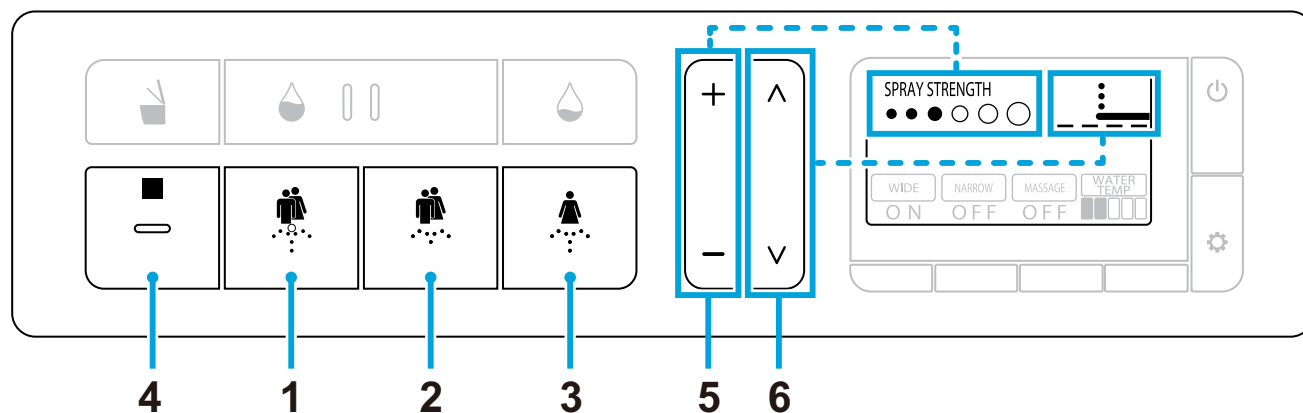 +
SPRAY STRENGTH
−
WIDE NARROW MASSAGE WATER TEMP
ON OFF OFF
4 1 2 3 5 6